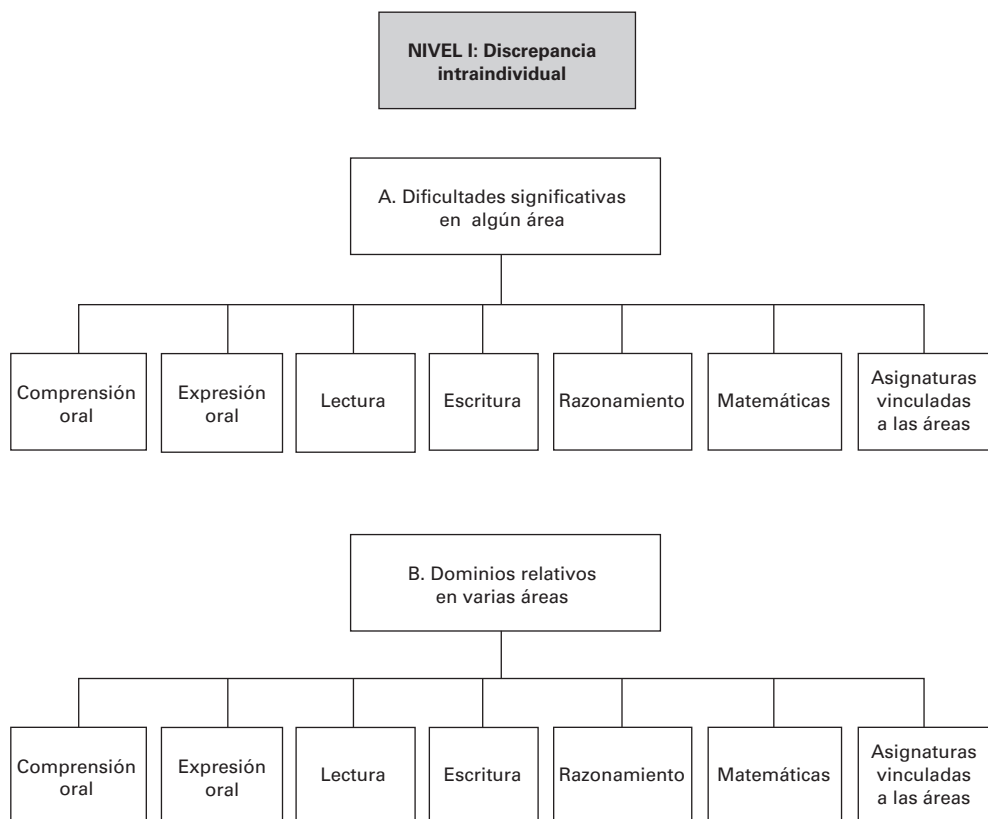 NIVEL I: Discrepancia
intraindividual
A. Dificultades significativas
en algún área
Comprensión
oral
Expresión
oral
Lectura
Escritura
Razonamiento
Matemáticas
Asignaturas
vinculadas
a las áreas
B. Dominios relativos
en varias áreas
Comprensión
oral
Expresión
oral
Lectura
Escritura
Razonamiento
Matemáticas
Asignaturas
vinculadas
a las áreas